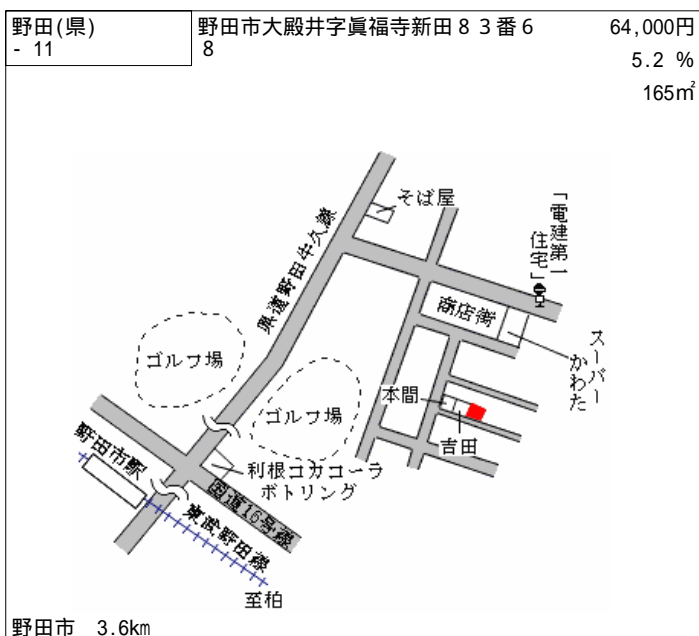 野田(県)
- 11
野田市大殿井字眞福寺新田83番6
8
64,000円
5.2 %
165㎡
そば屋
県道野田牛久線
「電建第一
住宅」
商店街
スーパー
かわた
ゴルフ場
ゴルフ場
本間
吉田
利根コカコーラ
ボトリング
野田市駅
国道16号線
東武野田線
至柏
野田市 3.6km